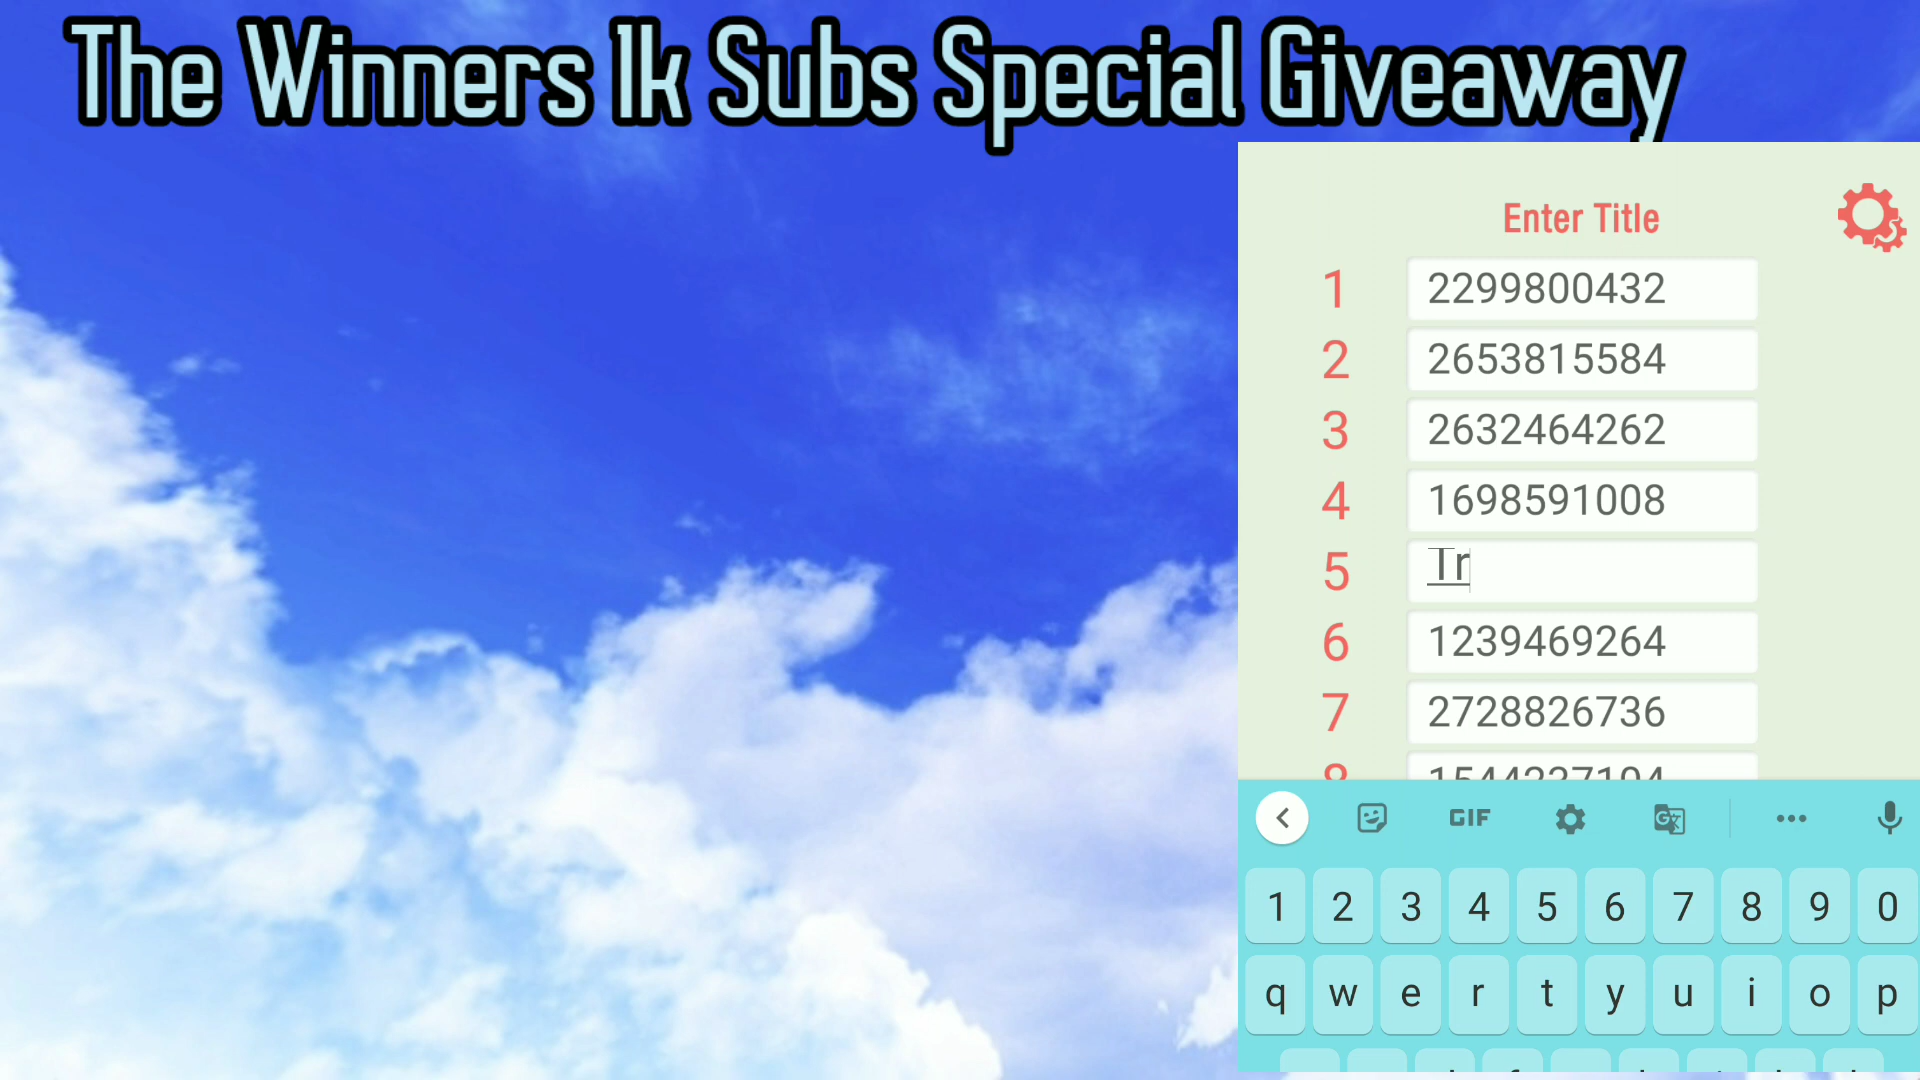 The Winners 1k Subs Special Giveaway
Enter Title
1 2299800432
2 2653815584
3 2632464262
4 1698591008
5 Tr
6 1239469264
7 2728826736
GIF
1 2 3 4 5 6 7 8 9 0
q w e r t y u i o p